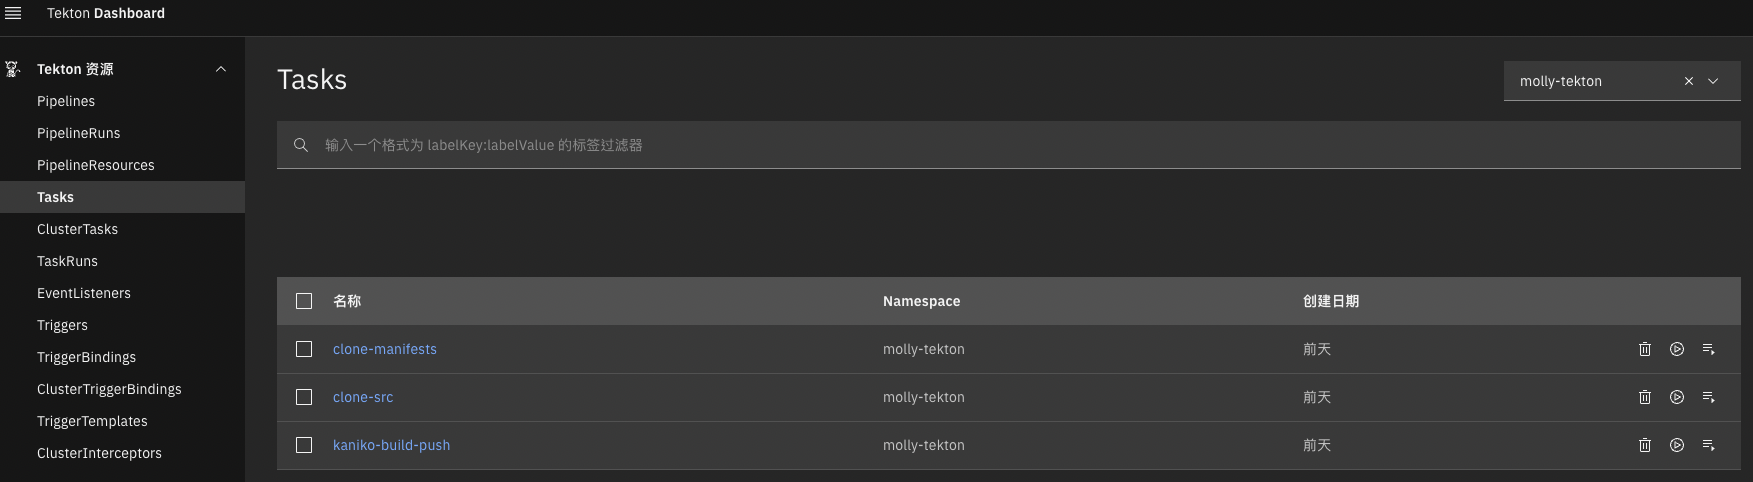 Tekton Dashboard
Tekton 资源
Pipelines
PipelineRuns
PipelineResources
Tasks
ClusterTasks
TaskRuns
EventListeners
Triggers
TriggerBindings
ClusterTriggerBindings
TriggerTemplates
ClusterInterceptors
Tasks
molly-tekton
输入一个格式为 labelKey:labelValue 的标签过滤器
名称 Namespace 创建日期
clone-manifests molly-tekton 前天
clone-src molly-tekton 前天
kaniko-build-push molly-tekton 前天